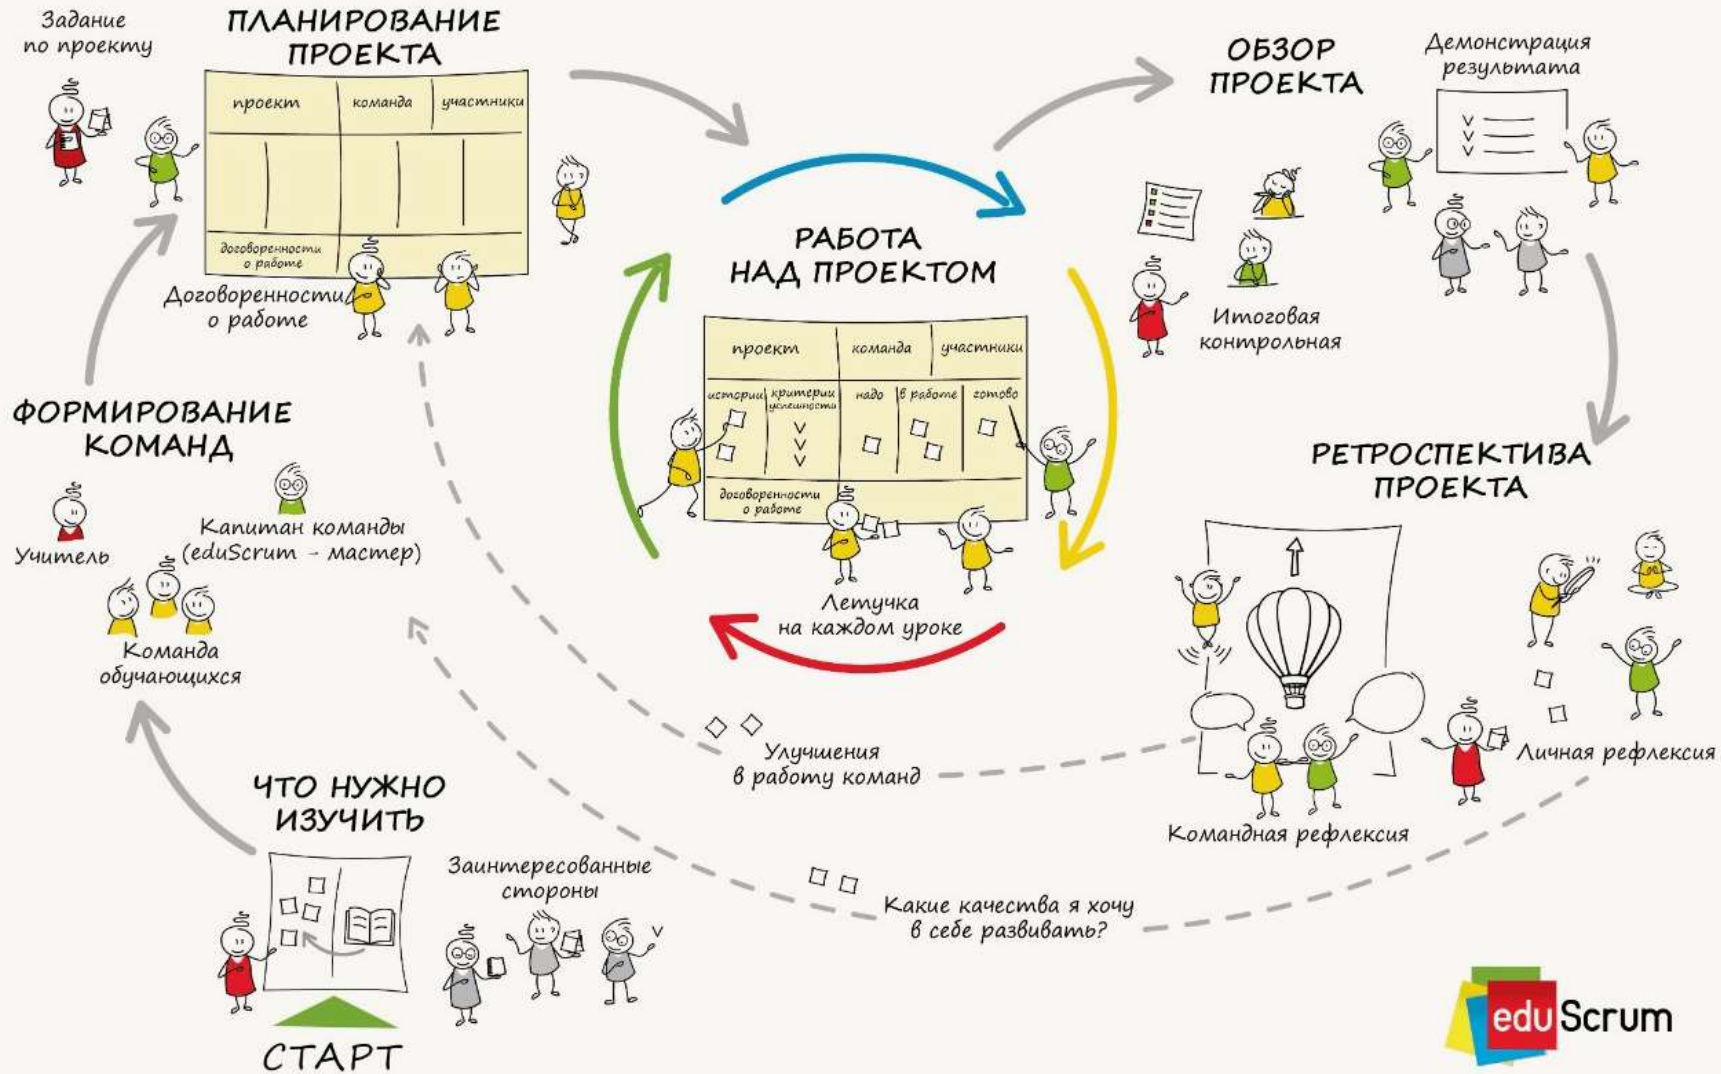 Задание
по проекту
ПЛАНИРОВАНИЕ
ПРОЕКТА
проект
команда
участники
договоренности
о работе
Договоренности
о работе
ФОРМИРОВАНИЕ
КОМАНД
Учитель
Капитан команды
(eduScrum - мастер)
Команда
обучающихся
ЧТО НУЖНО
ИЗУЧИТЬ
Заинтересованные
стороны
СТАРТ
РАБОТА
НАД ПРОЕКТОМ
проект
команда
участники
истории
критерии
успешности
надо
в работе
готово
договоренности
о работе
Летучка
на каждом уроке
Улучшения
в работу команд
Какие качества я хочу
в себе развивать?
ОБЗОР
ПРОЕКТА
Демонстрация
результата
Итоговая
контрольная
РЕТРОСПЕКТИВА
ПРОЕКТА
Личная рефлексия
Командная рефлексия
eduScrum